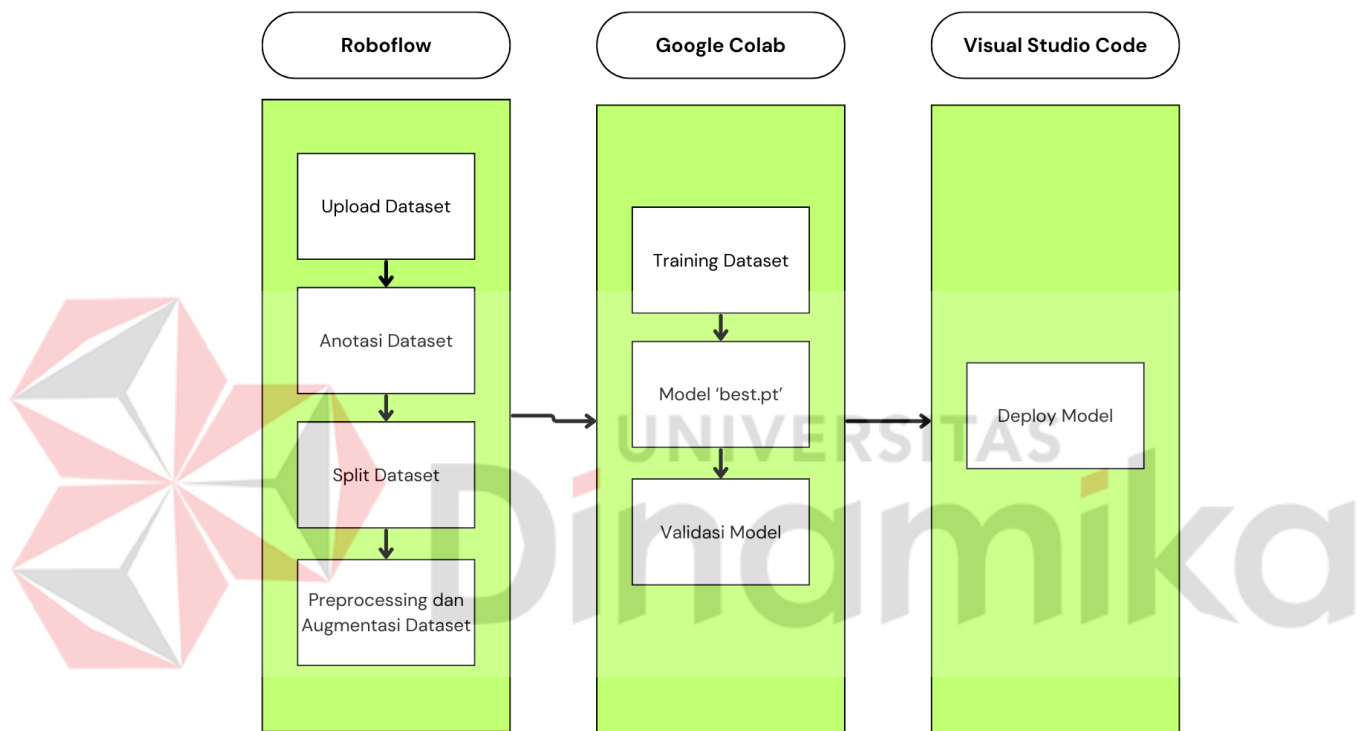 Roboflow
Google Colab
Visual Studio Code
Upload Dataset
Anotasi Dataset
Split Dataset
Preprocessing dan
Augmentasi Dataset
Training Dataset
Model ‘best.pt’
Validasi Model
Deploy Model
UNIVERSITAS
Dinamika